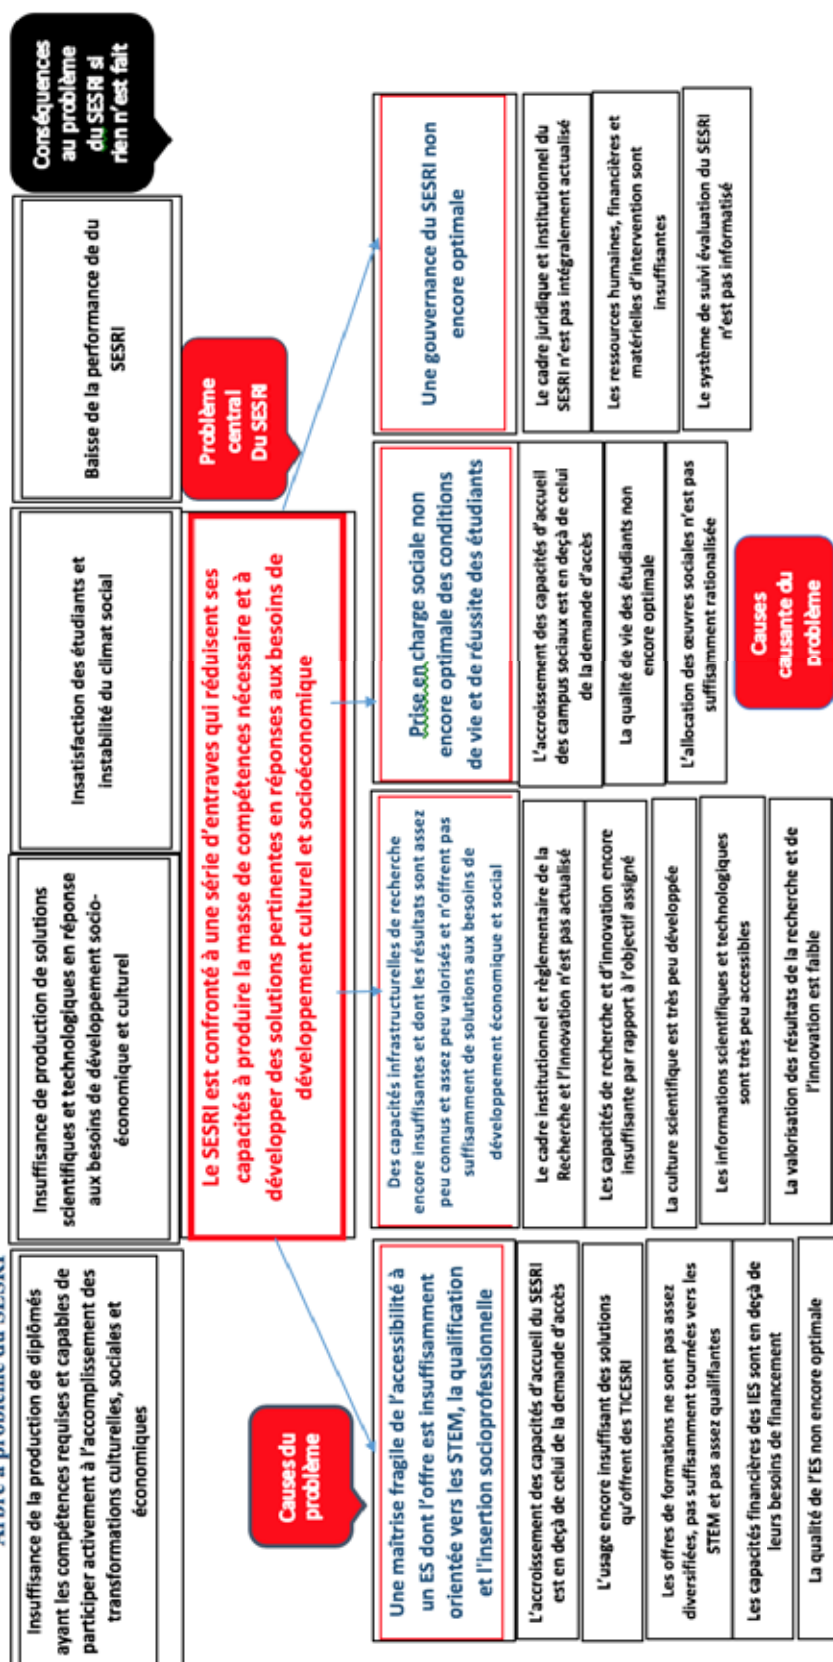 Arbre à problème du SESRI
Conséquences
au problème
du SESRI si
rien n'est fait
Insuffisance de la production de diplômés
ayant les compétences requises et capables de
participer activement à l'accomplissement des
transformations culturelles, sociales et
économiques
Insuffisance de production de solutions
scientifiques et technologiques en réponse
aux besoins de développement socio-
économique et culturel
Insatisfaction des étudiants et
instabilité du climat social
Baisse de la performance de du
SESRI
Problème
central
Du SESRI
Le SESRI est confronté à une série d'entraves qui réduisent ses
capacités à produire la masse de compétences nécessaire et à
développer des solutions pertinentes en réponses aux besoins de
développement culturel et socioéconomique
Causes du
problème
Une maîtrise fragile de l'accessibilité à
un ES dont l'offre est insuffisamment
orientée vers les STEM, la qualification
et l'insertion socioprofessionnelle
L'accroissement des capacités d'accueil du SESRI
est en deçà de celui de la demande d'accès
L'usage encore insuffisant des solutions
qu'offrent des TICESRI
Les offres de formations ne sont pas assez
diversifiées, pas suffisamment tournées vers les
STEM et pas assez qualifiantes
Les capacités financières des IES sont en deçà de
leurs besoins de financement
La qualité de l'ES non encore optimale
Des capacités infrastructurelles de recherche
encore insuffisantes et dont les résultats sont assez
peu connus et assez peu valorisés et n'offrent pas
suffisamment de solutions aux besoins de
développement économique et social
Le cadre institutionnel et règlementaire de la
Recherche et l'Innovation n'est pas actualisé
Les capacités de recherche et d'innovation encore
insuffisante par rapport à l'objectif assigné
La culture scientifique est très peu développée
Les informations scientifiques et technologiques
sont très peu accessibles
La valorisation des résultats de la recherche et de
l'innovation est faible
Prise en charge sociale non
encore optimale des conditions
de vie et de réussite des étudiants
L'accroissement des capacités d'accueil
des campus sociaux est en deçà de celui
de la demande d'accès
La qualité de vie des étudiants non
encore optimale
L'allocation des œuvres sociales n'est pas
suffisamment rationalisée
Causes
causante du
problème
Une gouvernance du SESRI non
encore optimale
Le cadre juridique et institutionnel du
SESRI n'est pas intégralement actualisé
Les ressources humaines, financières et
matérielles d'intervention sont
insuffisantes
Le système de suivi évaluation du SESRI
n'est pas informatisé